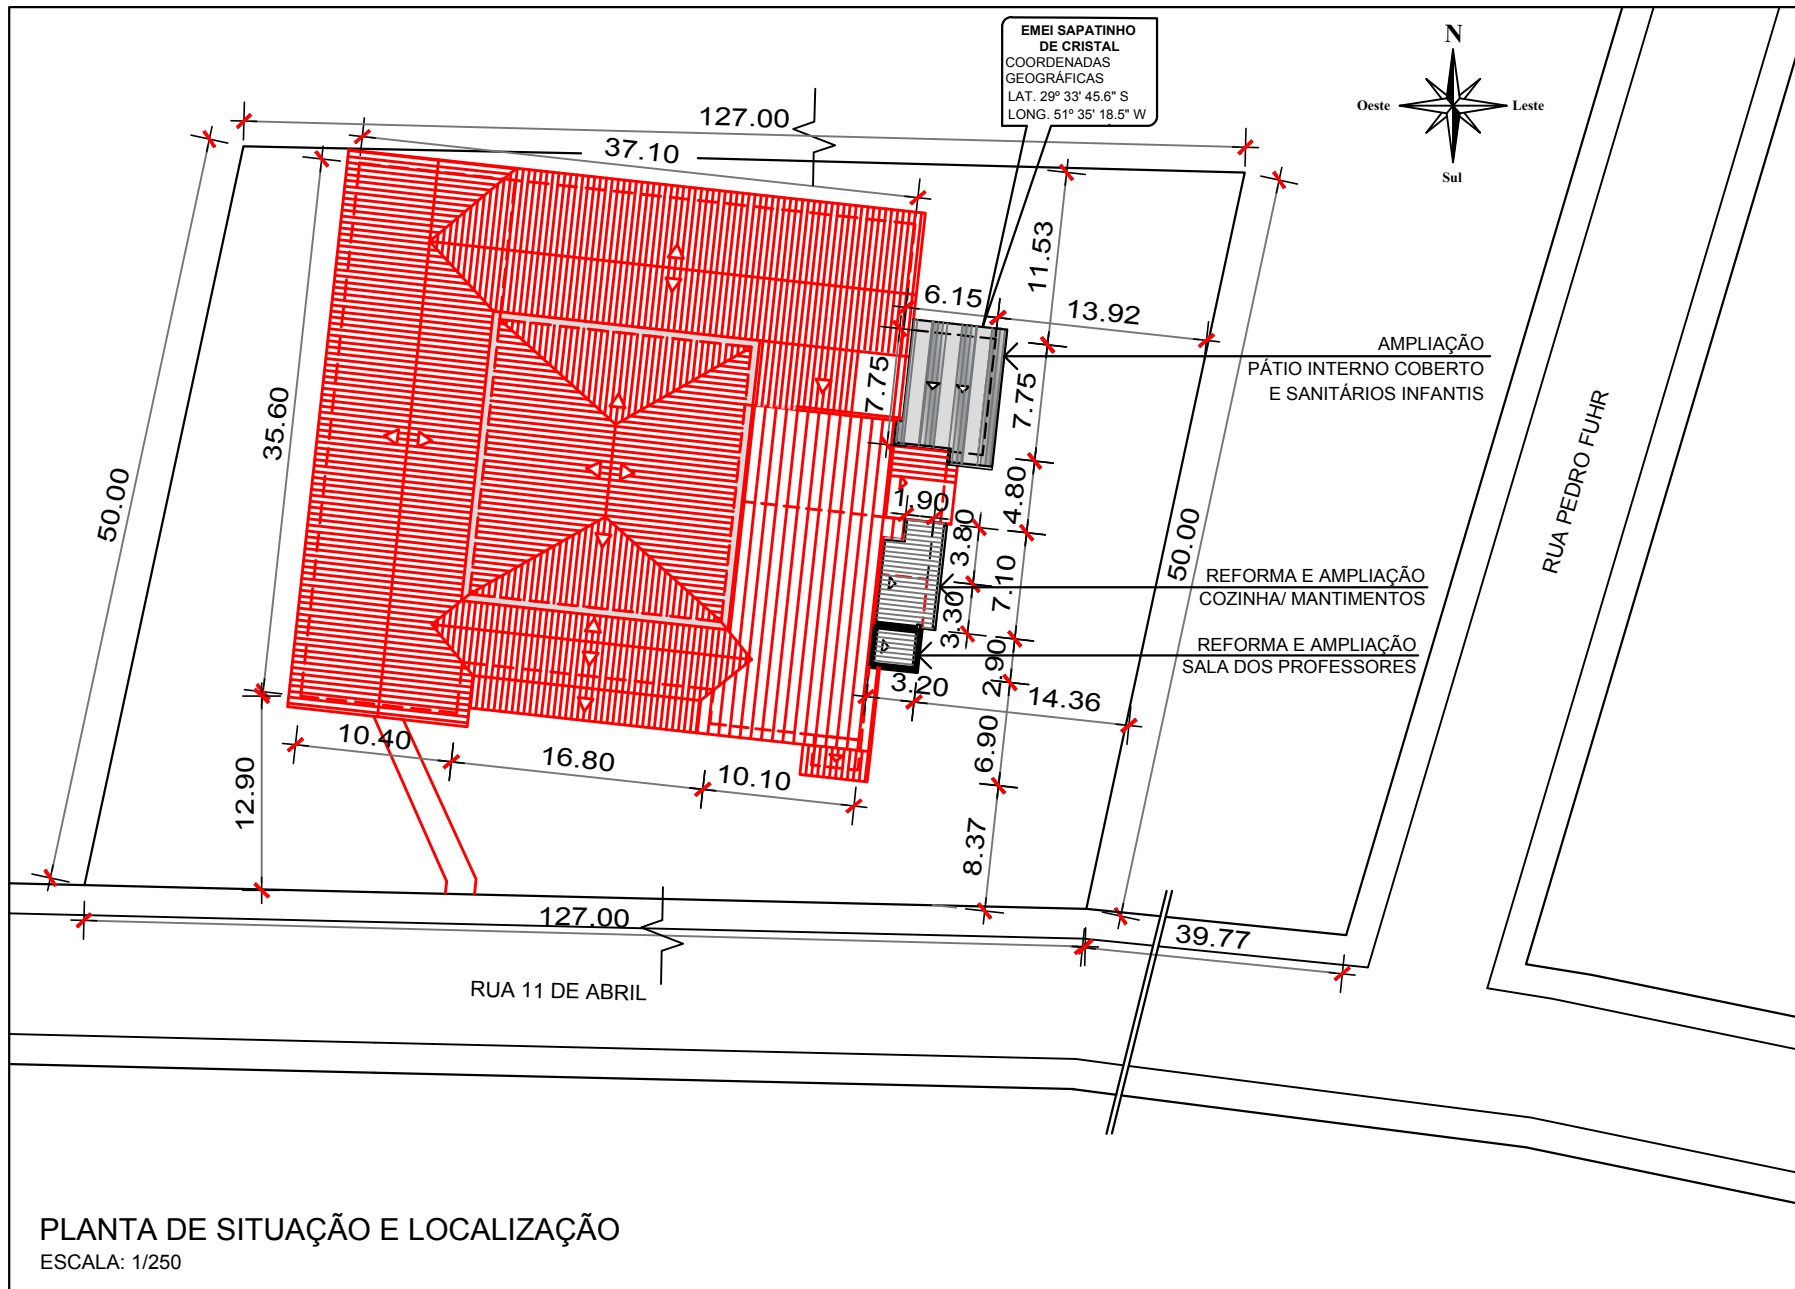 EMEI SAPATINHO
DE CRISTAL
COORDENADAS
GEOGRÁFICAS
LAT. 29º 33' 45.6" S
LONG. 51º 35' 18.5" W
N
Oeste
Leste
Sul
127.00
37.10
11.53
6.15
13.92
7.75
7.75
35.60
50.00
4.80
1.90
3.80
7.10
3.30
50.00
2.90
3.20
14.36
6.90
10.40
16.80
10.10
12.90
8.37
127.00
39.77
AMPLIAÇÃO
PÁTIO INTERNO COBERTO
E SANITÁRIOS INFANTIS
REFORMA E AMPLIAÇÃO
COZINHA/ MANTIMENTOS
REFORMA E AMPLIAÇÃO
SALA DOS PROFESSORES
RUA PEDRO FUHR
RUA 11 DE ABRIL
PLANTA DE SITUAÇÃO E LOCALIZAÇÃO
ESCALA: 1/250